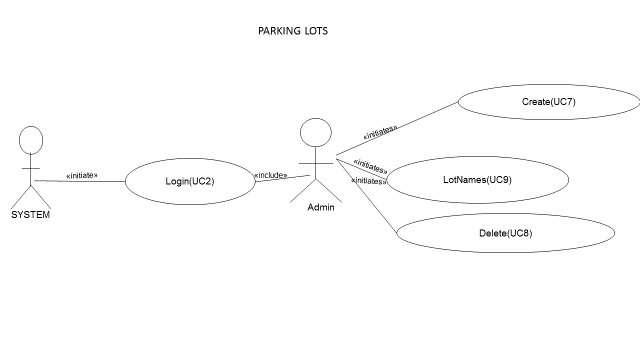 PARKING LOTS
Create(UC7)
«initiates»
«initiates»
LotNames(UC9)
«initiate»
Login(UC2)
«include»
«initiates»
SYSTEM
Admin
Delete(UC8)